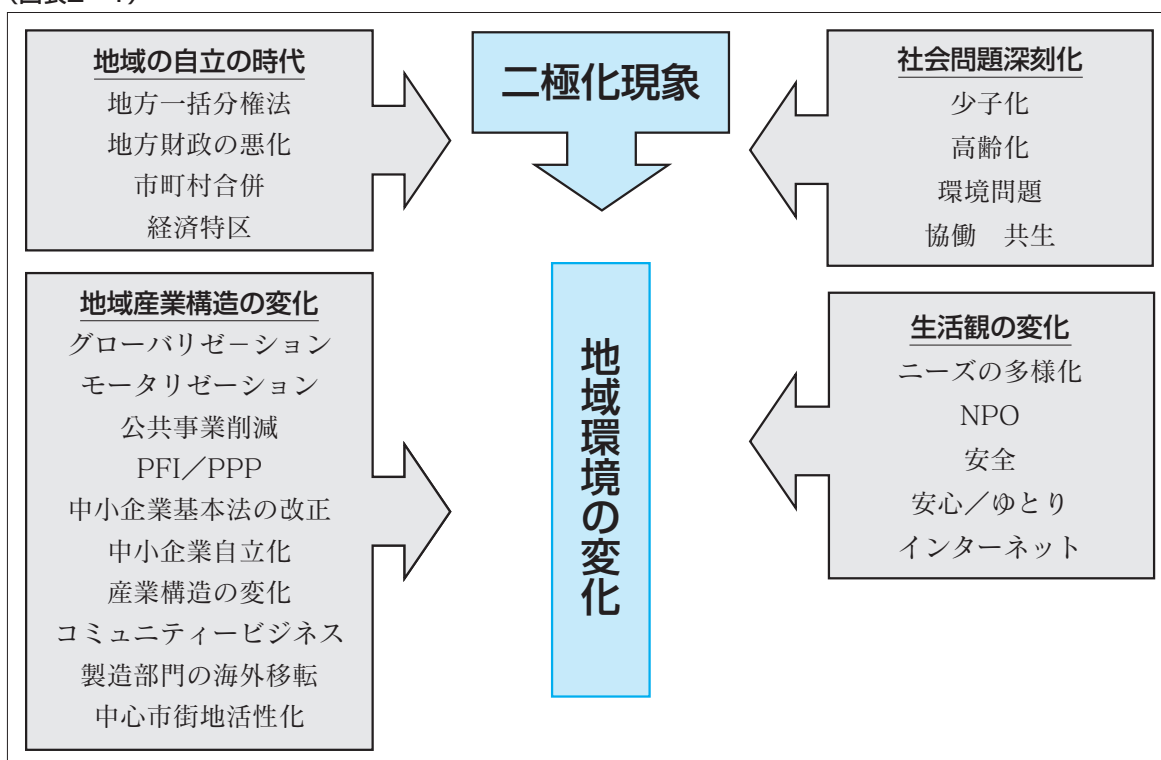 地域の自立の時代
地方一括分権法
地方財政の悪化
市町村合併
経済特区
地域産業構造の変化
グローバリゼーション
モータリゼーション
公共事業削減
PFI/PPP
中小企業基本法の改正
中小企業自立化
産業構造の変化
コミュニティービジネス
製造部門の海外移転
中心市街地活性化
二極化現象
地域環境の変化
社会問題深刻化
少子化
高齢化
環境問題
協働　共生
生活観の変化
ニーズの多様化
NPO
安全
安心/ゆとり
インターネット